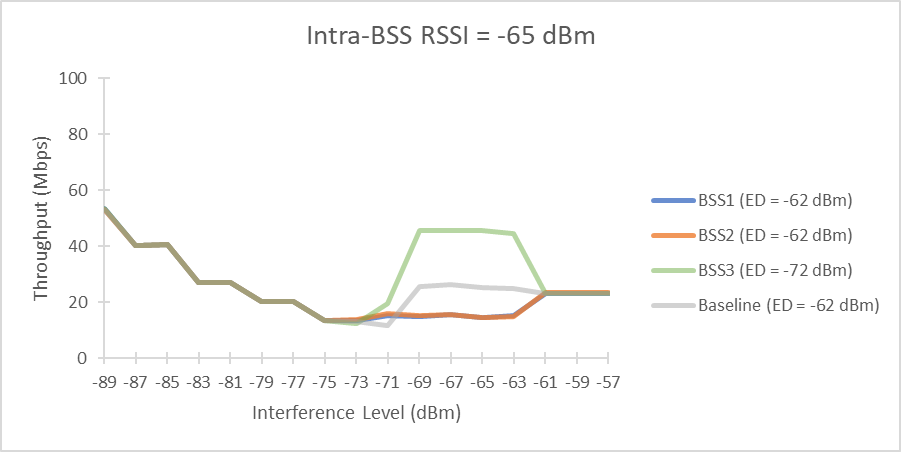 Intra-BSS RSSI = -65 dBm
100
80
60
40
20
0
Throughput (Mbps)
-89 -87 -85 -83 -81 -79 -77 -75 -73 -71 -69 -67 -65 -63 -61 -59 -57
Interference Level (dBm)
BSS1 (ED = -62 dBm)
BSS2 (ED = -62 dBm)
BSS3 (ED = -72 dBm)
Baseline (ED = -62 dBm)